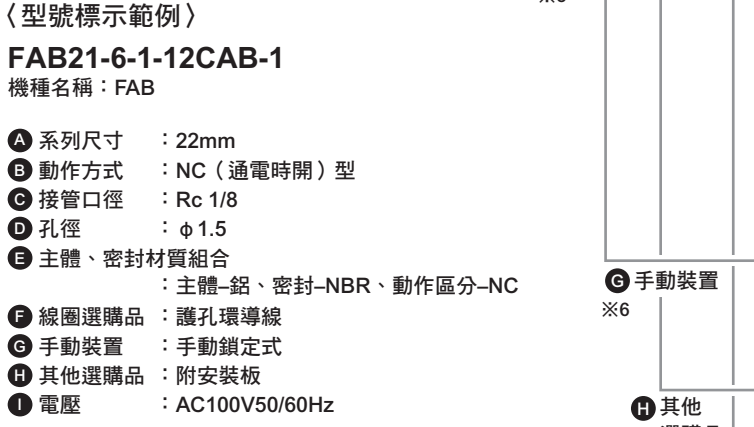 〈型號標示範例〉
FAB21-6-1-12CAB-1
機種名稱：FAB
A 系列尺寸 ：22mm
B 動作方式 ：NC（通電時開）型
C 接管口徑 ：Rc 1/8
D 孔徑 ：φ1.5
E 主體、密封材質組合
：主體–鋁、密封–NBR、動作區分–NC
F 線圈選購品 ：護孔環導線
G 手動裝置 ：手動鎖定式
H 其他選購品 ：附安裝板
I 電壓 ：AC100V50/60Hz
G 手動裝置
※6
H 其他